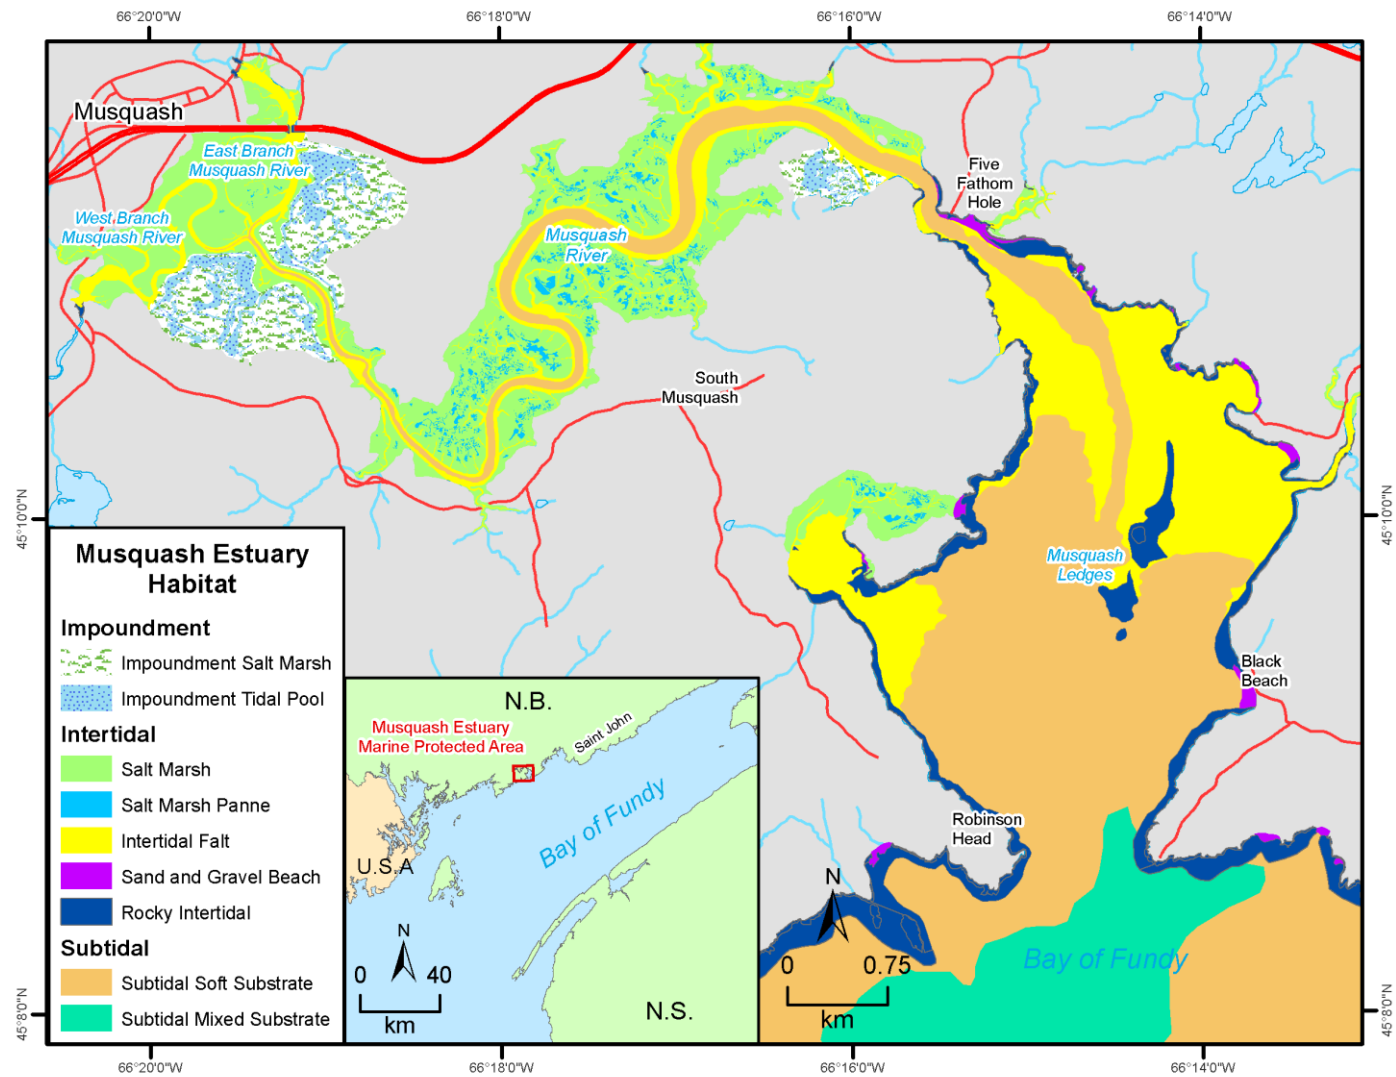 66°20'0"W
66°18'0"W
66°16'0"W
66°14'0"W
Musquash
East Branch
Musquash River
West Branch
Musquash River
Musquash
River
Five
Fathom
Hole
South
Musquash
45°10'0"N
45°10'0"N
Musquash
Ledges
Black
Beach
Robinson
Head
N
0 0.75
km
Bay of Fundy
Musquash Estuary
Habitat
Impoundment
Impoundment Salt Marsh
Impoundment Tidal Pool
Intertidal
Salt Marsh
Salt Marsh Panne
Intertidal Falt
Sand and Gravel Beach
Rocky Intertidal
Subtidal
Subtidal Soft Substrate
Subtidal Mixed Substrate
N.B.
Musquash Estuary
Marine Protected Area
Saint John
Bay of Fundy
U.S.A
N
0 40
km
N.S.
45°8'0"N
45°8'0"N
66°20'0"W
66°18'0"W
66°16'0"W
66°14'0"W